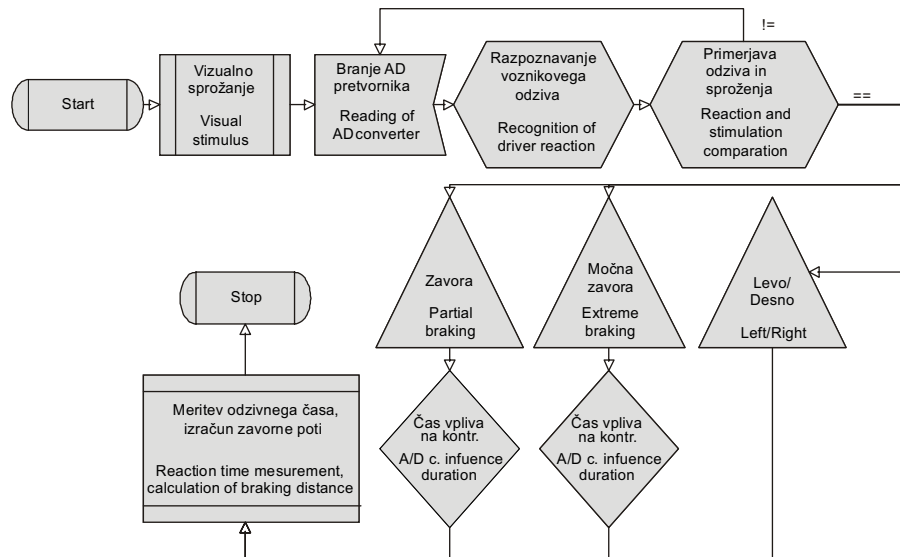 !=
Start
Vizualno
sprožanje
Visual
stimulus
Branje AD
pretvornika
Reading of
AD converter
Razpoznavanje
voznikovega
odziva
Recognition of
driver reaction
Primerjava
odziva in
sproženja
Reaction and
stimulation
comparation
==
Zavora
Partial
braking
Močna
zavora
Extreme
braking
Levo/
Desno
Left/Right
Stop
Meritev odzivnega časa,
izračun zavorne poti
Reaction time mesurement,
calculation of braking distance
Čas vpliva
na kontr.
A/D c. infuence
duration
Čas vpliva
na kontr.
A/D c. infuence
duration